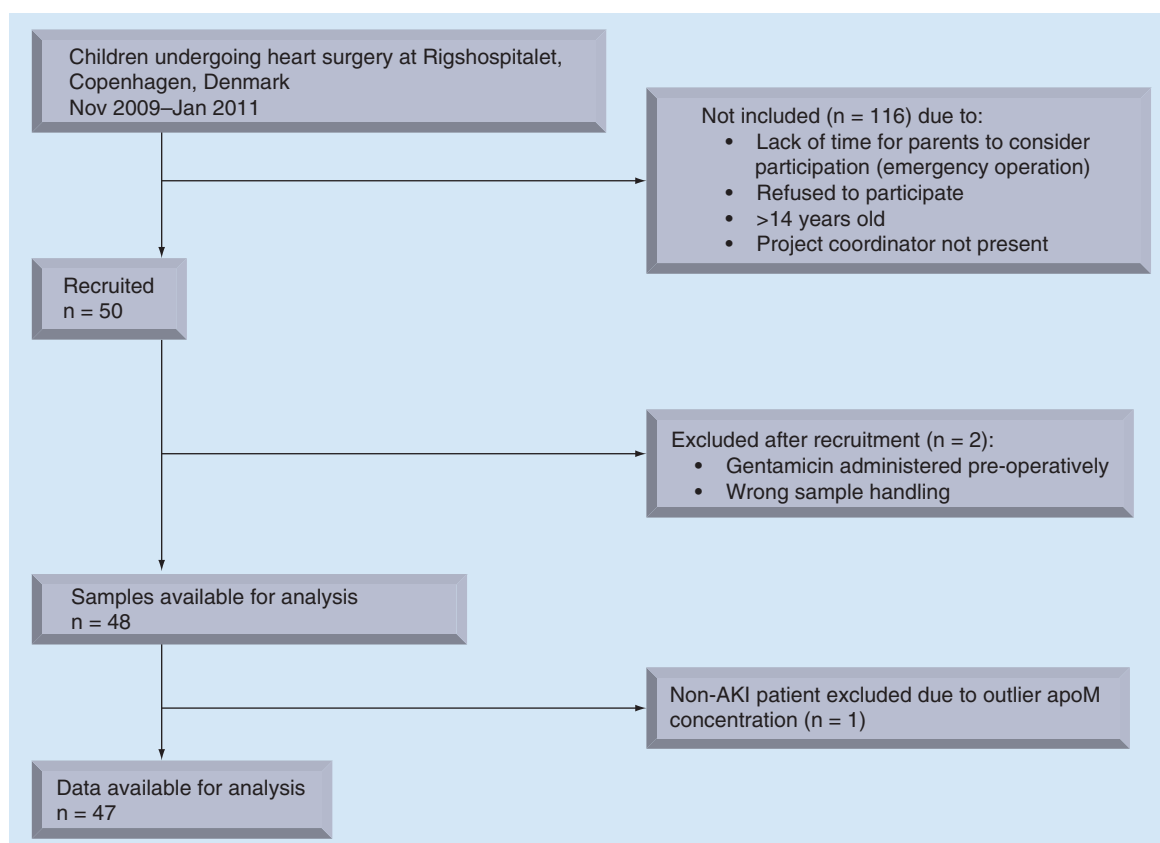 Children undergoing heart surgery at Rigshospitalet,
Copenhagen, Denmark
Nov 2009–Jan 2011
Not included (n = 116) due to:
• Lack of time for parents to consider
participation (emergency operation)
• Refused to participate
• >14 years old
• Project coordinator not present
Recruited
n = 50
Excluded after recruitment (n = 2):
• Gentamicin administered pre-operatively
• Wrong sample handling
Samples available for analysis
n = 48
Non-AKI patient excluded due to outlier apoM
concentration (n = 1)
Data available for analysis
n = 47